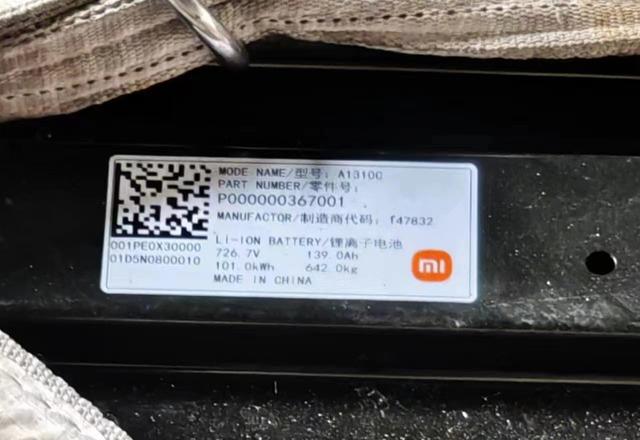 MODE NAME/型号: A1310C
PART NUMBER/零件号:
P000000367001
MANUFACTOR/制造商代码: f47832
001PE0X30000
01D5N0800010
LI-ION BATTERY/锂离子电池
726.7V 139.0Ah
101.0kWh 642.0kg
MADE IN CHINA
mi